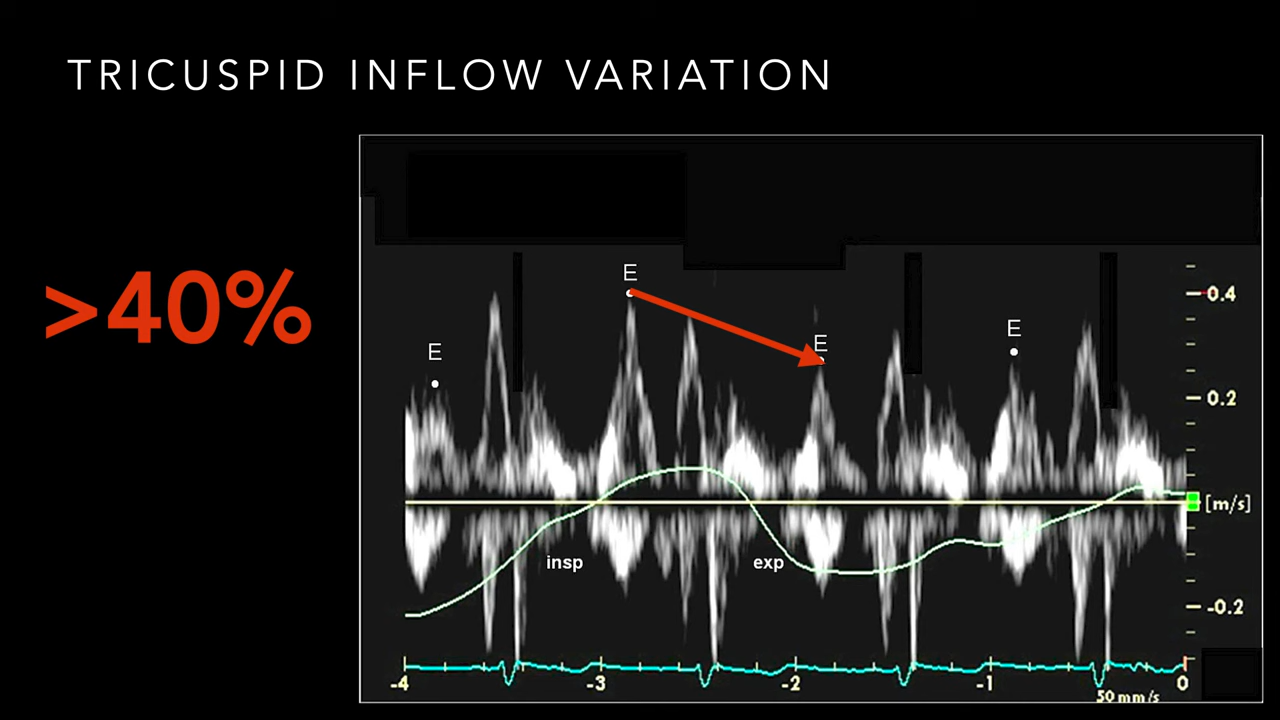 TRICUSPID INFLOW VARIATION
>40%
E
E
E
E
0.4
0.2
[m/s]
-0.2
insp
exp
-4
-3
-2
-1
0
50 mm/s